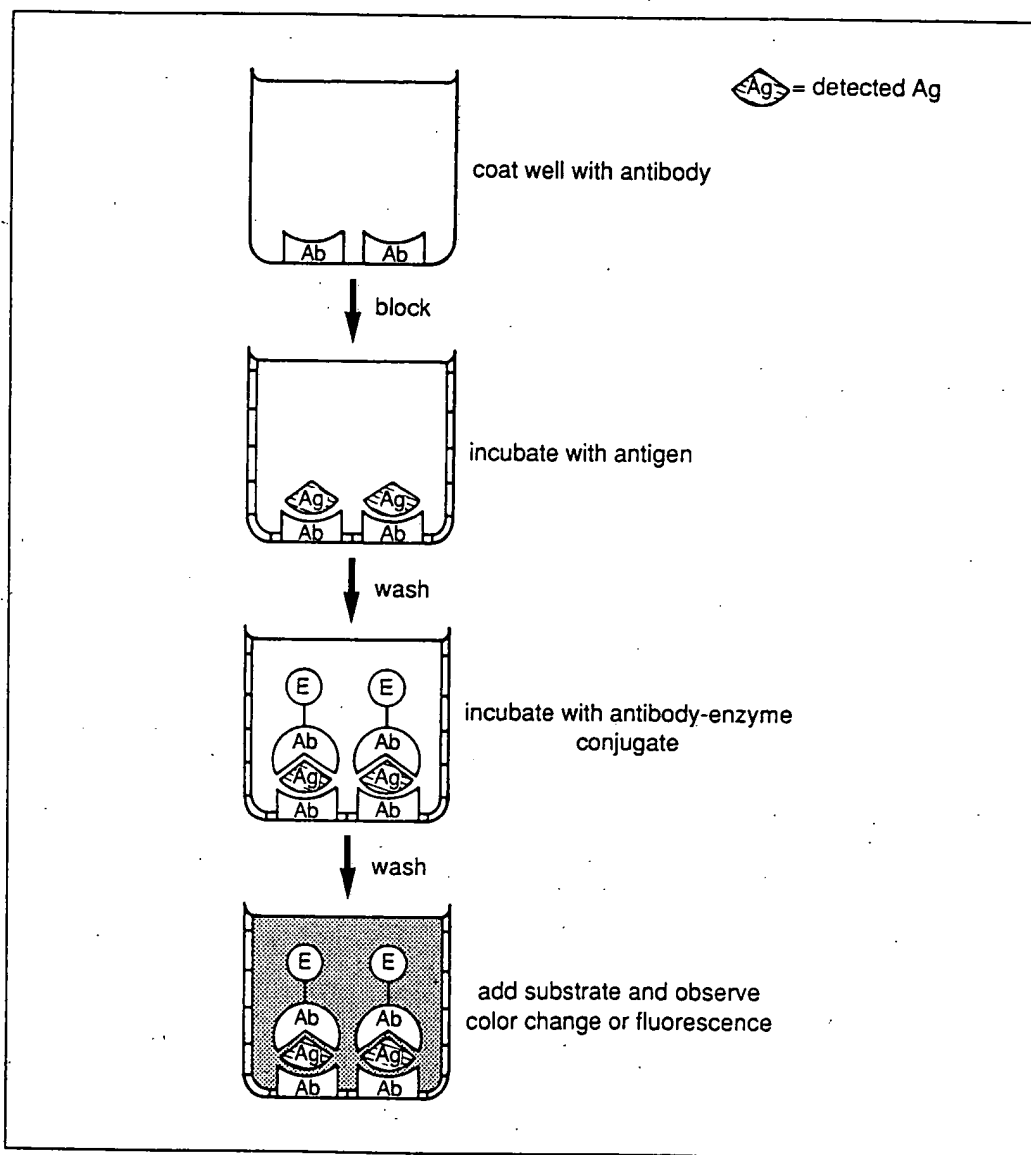 Ag = detected Ag
coat well with antibody
Ab Ab
block
incubate with antigen
Ag Ag
Ab Ab
wash
E E
incubate with antibody-enzyme
conjugate
Ab Ab
Ag Ag
Ab Ab
wash
E E
add substrate and observe
color change or fluorescence
Ab Ab
Ag Ag
Ab Ab